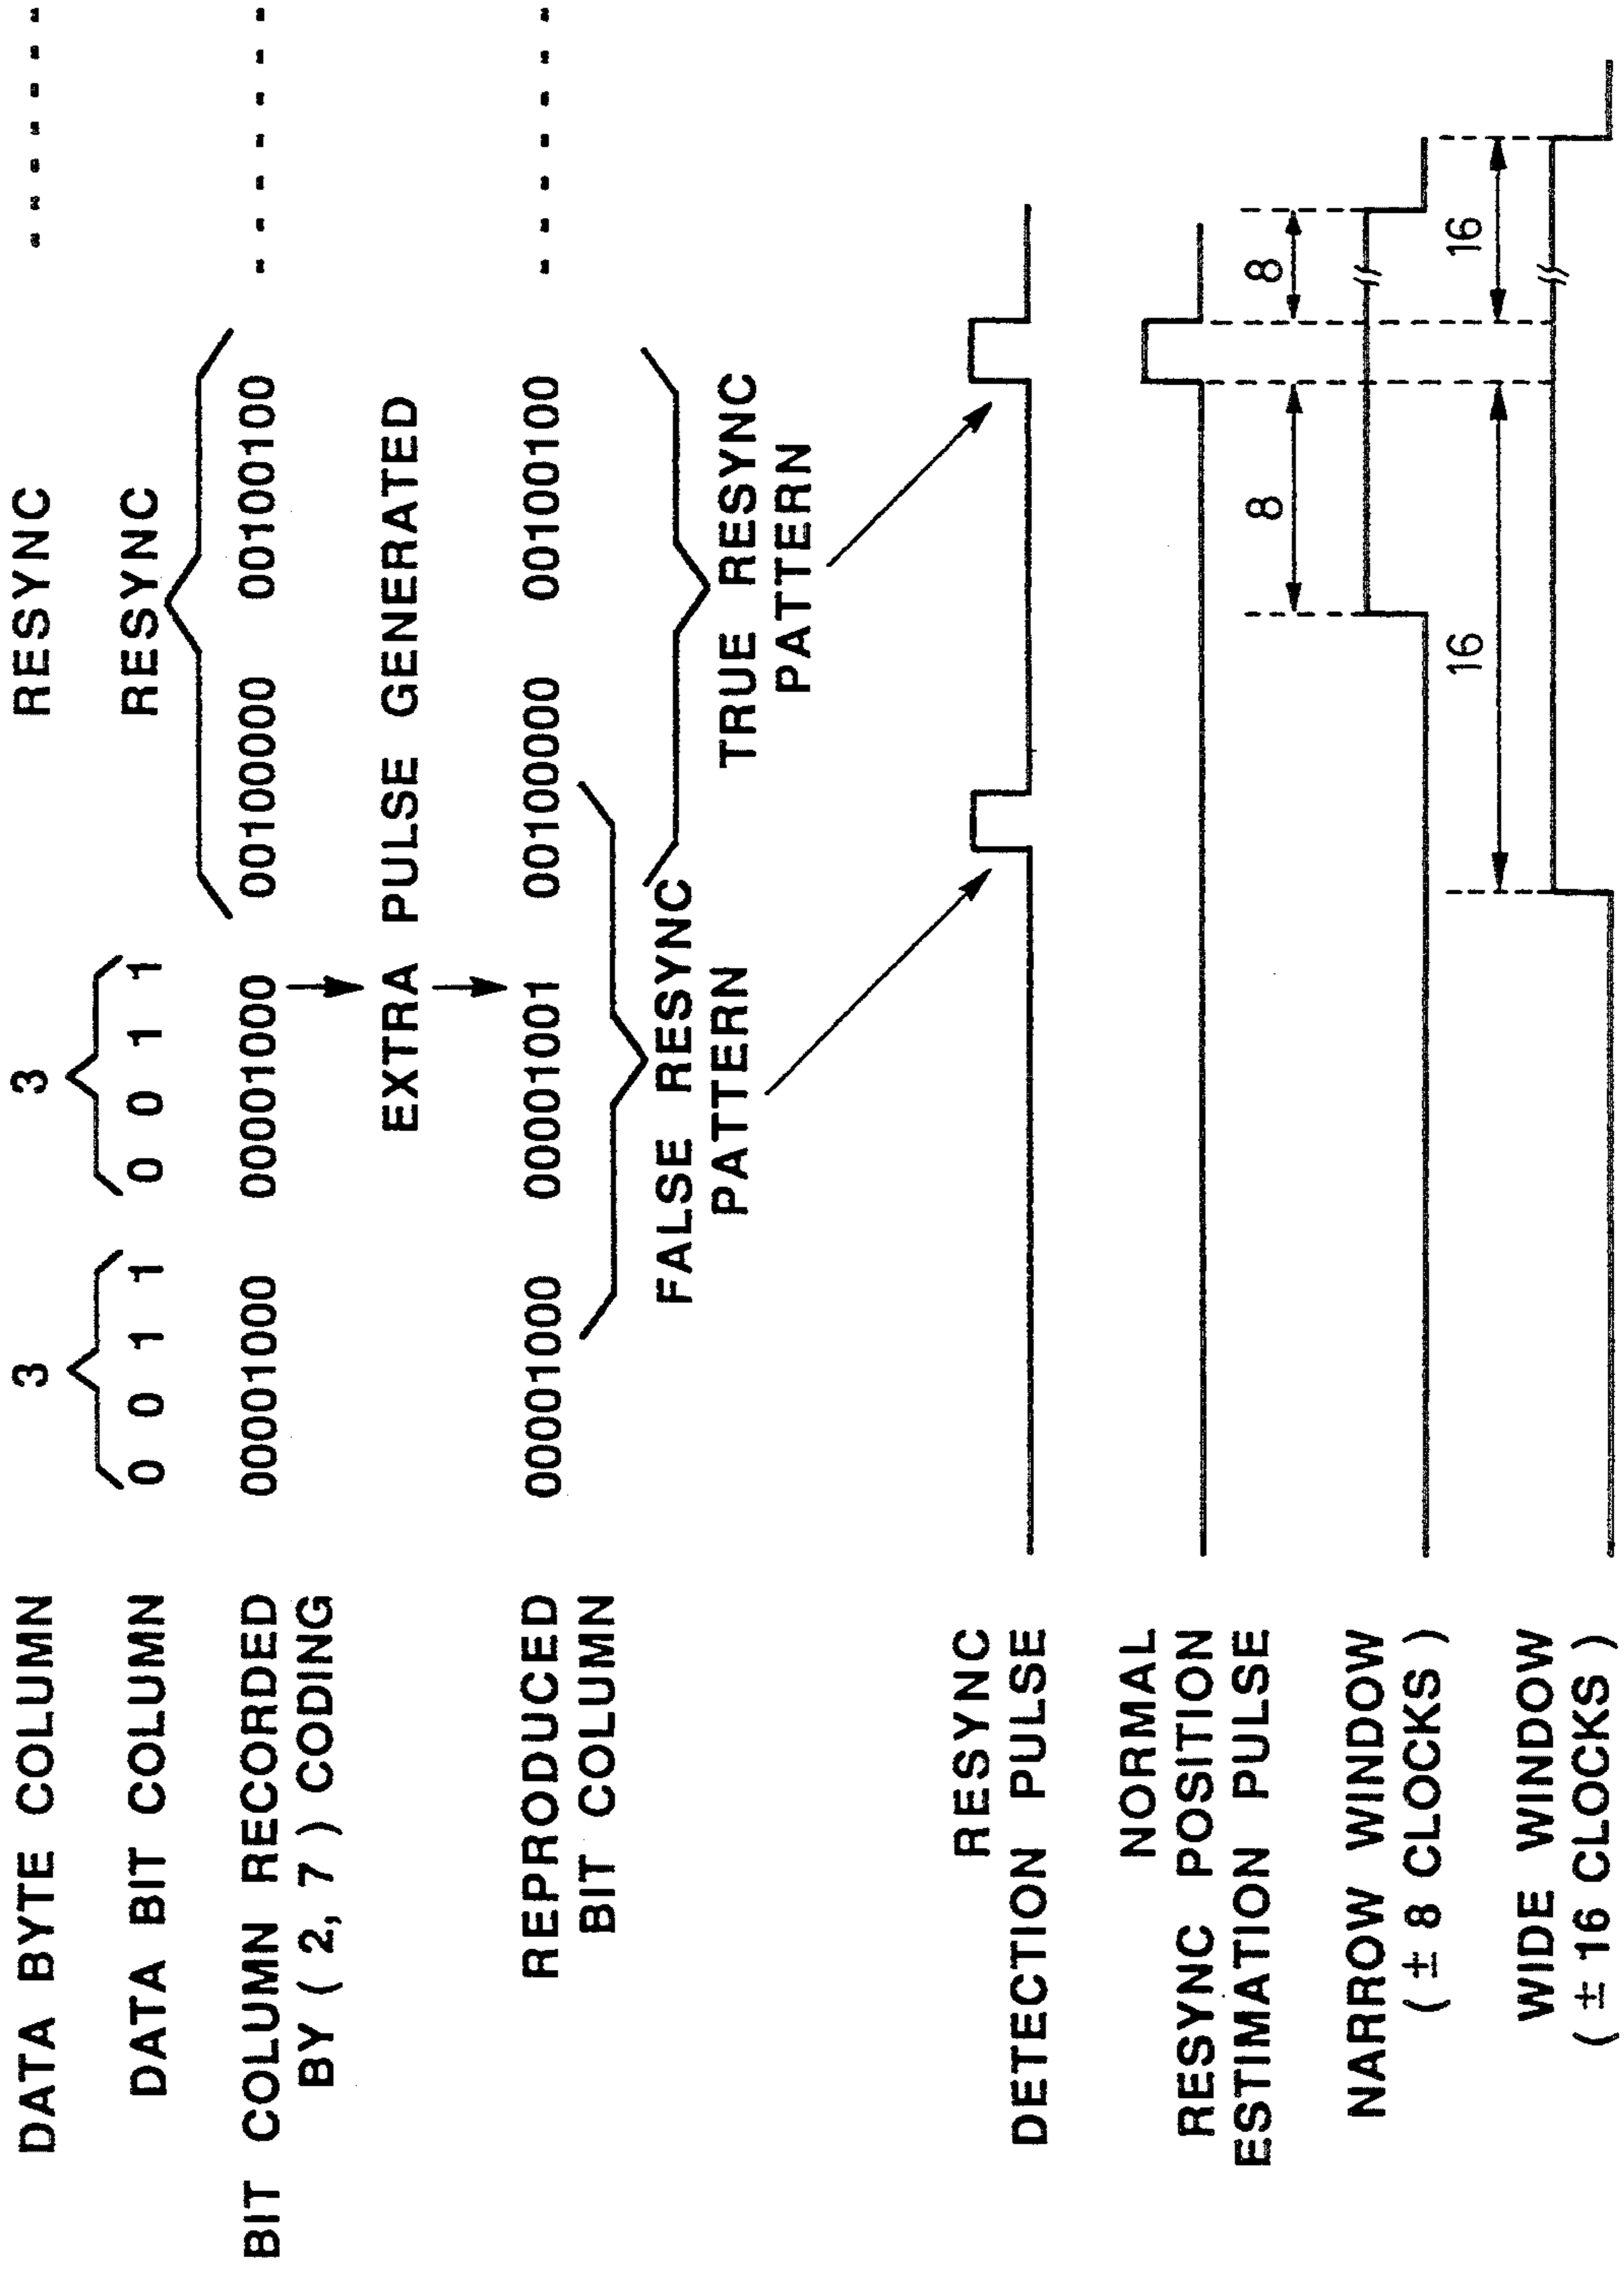 DATA BYTE COLUMN 3 3 RESYNC
DATA BIT COLUMN 0 0 1 1 0 0 1 1 RESYNC
BIT COLUMN RECORDED 00001000 00001000 00100000 00100100
BY ( 2, 7 ) CODING
EXTRA PULSE GENERATED
REPRODUCED 00001000 00001001 00100000 00100100
BIT COLUMN
FALSE RESYNC
PATTERN
TRUE RESYNC
PATTERN
RESYNC
DETECTION PULSE
NORMAL
RESYNC POSITION
ESTIMATION PULSE
8 8
NARROW WINDOW
( ± 8 CLOCKS )
16 16
WIDE WINDOW
( ± 16 CLOCKS )